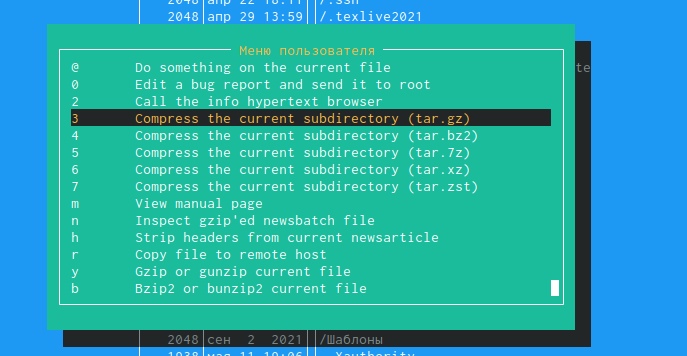 2048 апр 22 18:11 /.ssh
2048 апр 29 13:59 /.texlive2021
Меню пользователя
@ Do something on the current file
te
0 Edit a bug report and send it to root
2 Call the info hypertext browser
3 Compress the current subdirectory (tar.gz)
4 Compress the current subdirectory (tar.bz2)
5 Compress the current subdirectory (tar.7z)
6 Compress the current subdirectory (tar.xz)
7 Compress the current subdirectory (tar.zst)
m View manual page
n Inspect gzip'ed newsbatch file
h Strip headers from current newsarticle
r Copy file to remote host
y Gzip or gunzip current file
b Bzip2 or bunzip2 current file
2048 сен 2 2021 /Шаблоны
1938 мая 11 19:06 .Xauthority